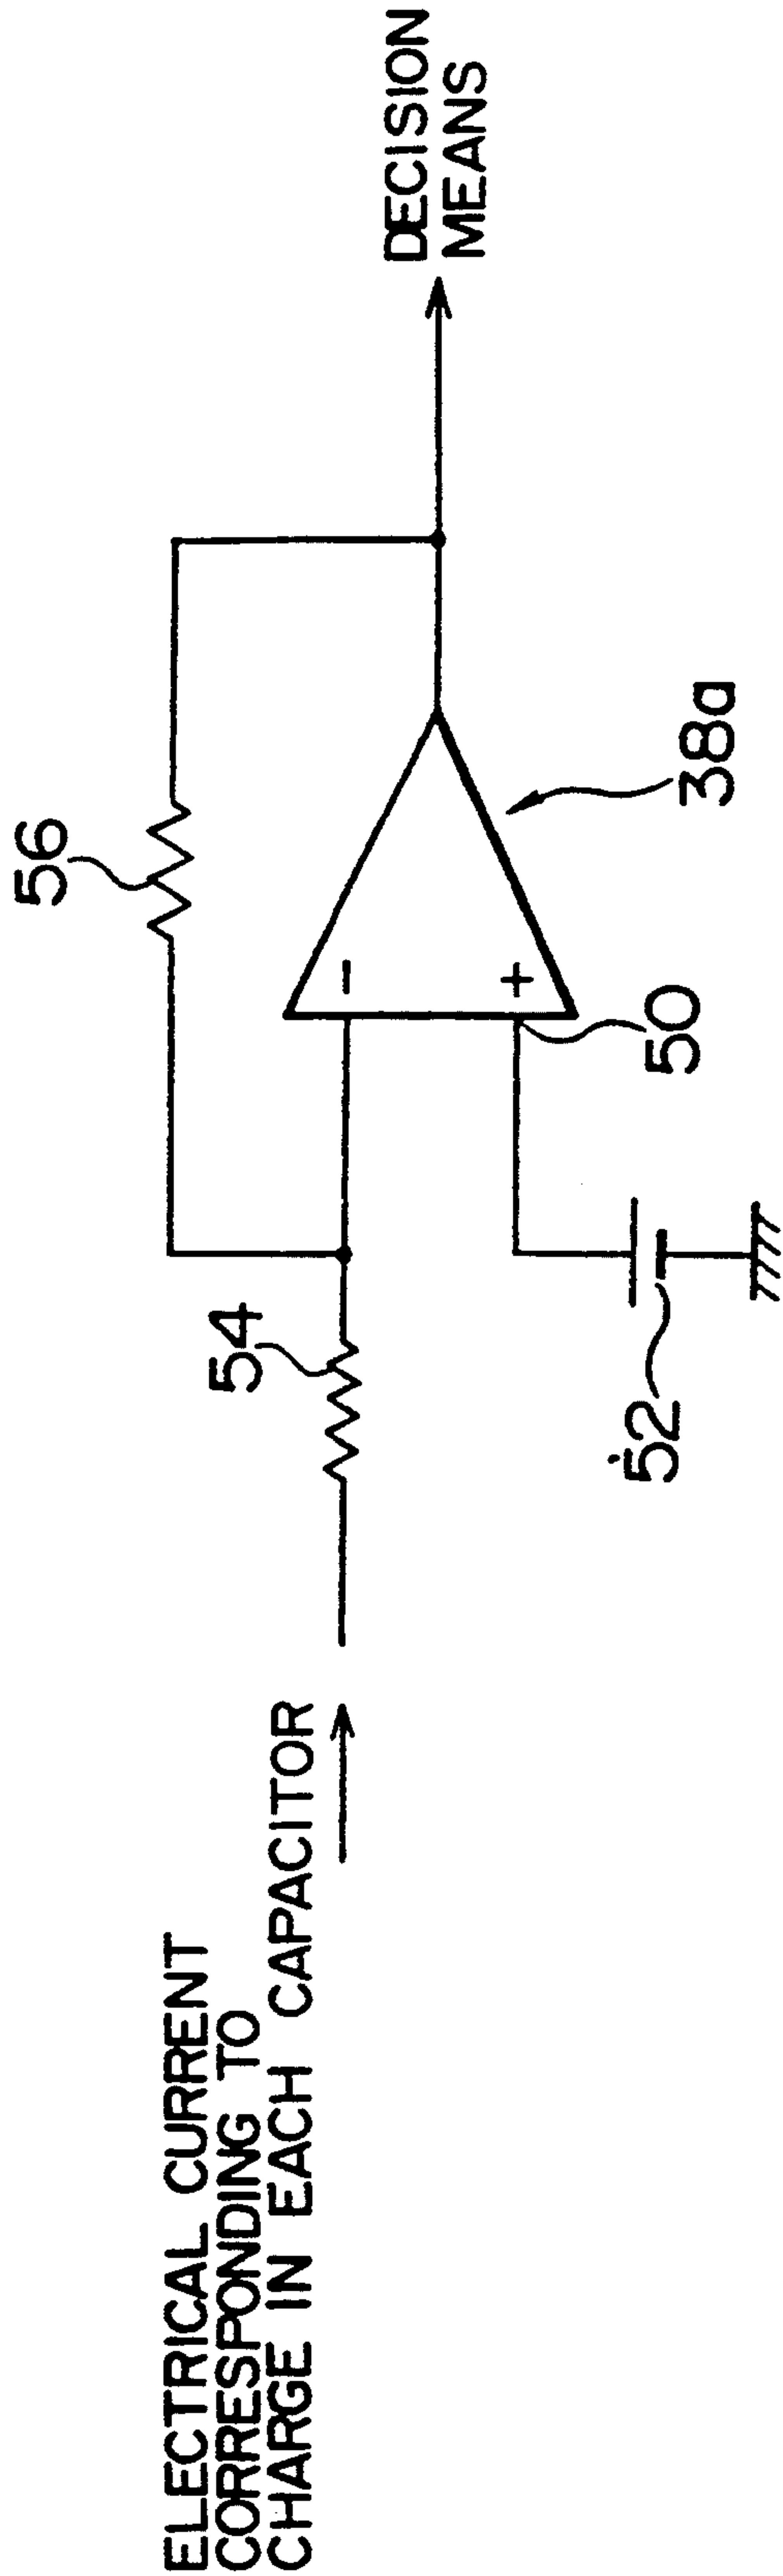 ELECTRICAL CURRENT
CORRESPONDING TO
CHARGE IN EACH CAPACITOR
54
56
-
+
50
52
38a
DECISION
MEANS